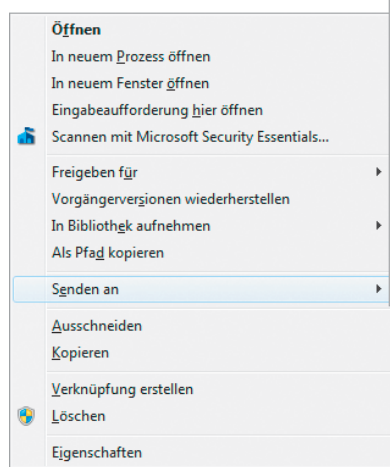 Öffnen
In neuem Prozess öffnen
In neuem Fenster öffnen
Eingabeaufforderung hier öffnen
Scannen mit Microsoft Security Essentials...
Freigeben für
Vorgängerversionen wiederherstellen
In Bibliothek aufnehmen
Als Pfad kopieren
Senden an
Ausschneiden
Kopieren
Verknüpfung erstellen
Löschen
Eigenschaften